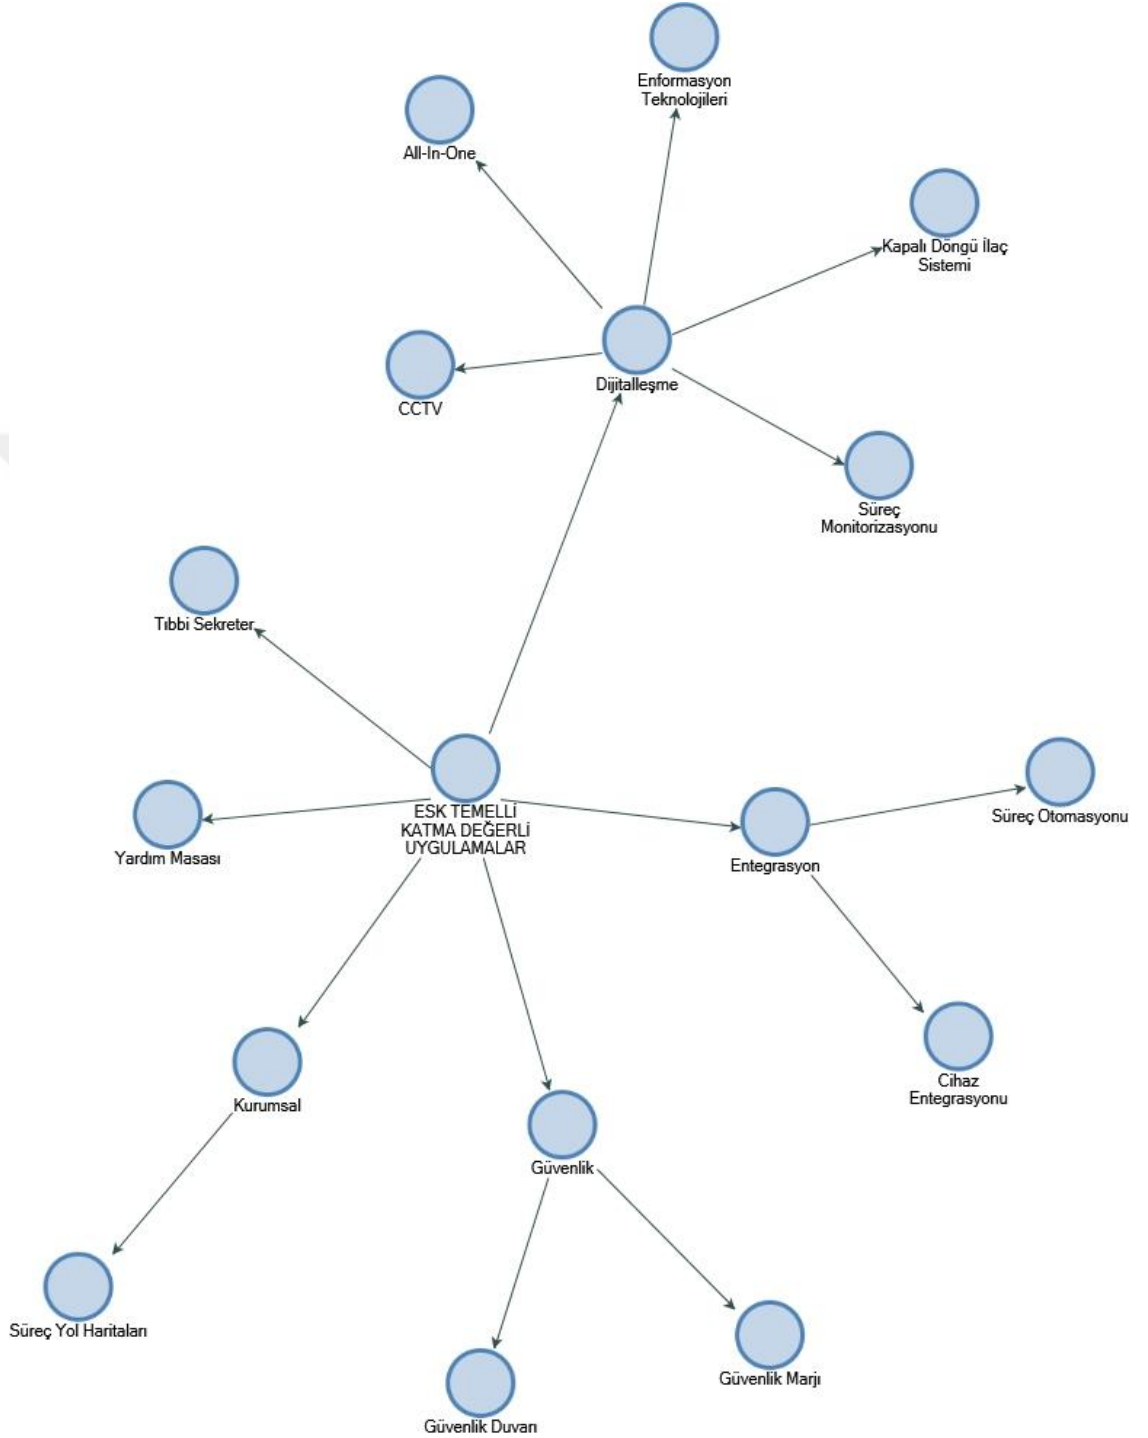 Enformasyon
Teknolojileri
All-In-One
Kapalı Döngü İlaç
Sistemi
Dijitalleşme
CCTV
Süreç
Monitorizasyonu
Tıbbi Sekreter
ESK TEMELLİ
KATMA DEĞERLİ
UYGULAMALAR
Süreç Otomasyonu
Yardım Masası
Entegrasyon
Cihaz
Entegrasyonu
Kurumsal
Güvenlik
Süreç Yol Haritaları
Güvenlik Marjı
Güvenlik Duvarı